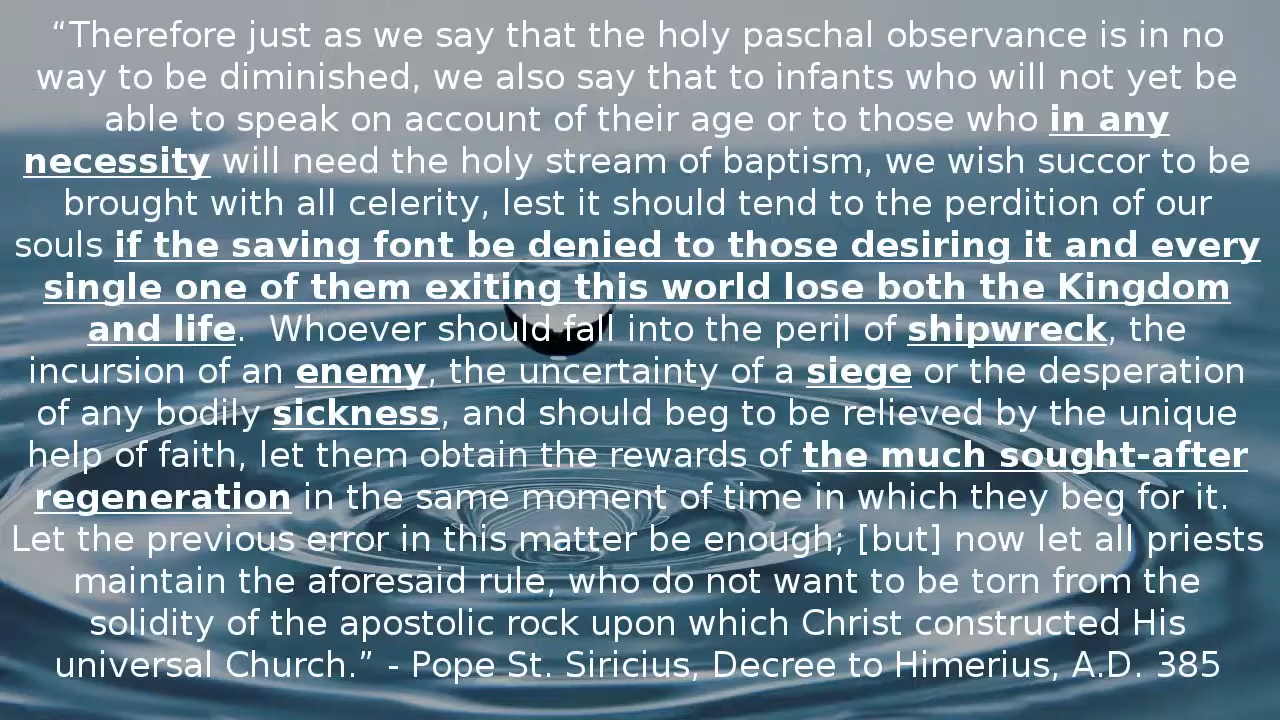 “Therefore just as we say that the holy paschal observance is in no
way to be diminished, we also say that to infants who will not yet be
able to speak on account of their age or to those who in any
necessity will need the holy stream of baptism, we wish succor to be
brought with all celerity, lest it should tend to the perdition of our
souls if the saving font be denied to those desiring it and every
single one of them exiting this world lose both the Kingdom
and life.  Whoever should fall into the peril of shipwreck, the
incursion of an enemy, the uncertainty of a siege or the desperation
of any bodily sickness, and should beg to be relieved by the unique
help of faith, let them obtain the rewards of the much sought-after
regeneration in the same moment of time in which they beg for it.
Let the previous error in this matter be enough; [but] now let all priests
maintain the aforesaid rule, who do not want to be torn from the
solidity of the apostolic rock upon which Christ constructed His
universal Church.” - Pope St. Siricius, Decree to Himerius, A.D. 385